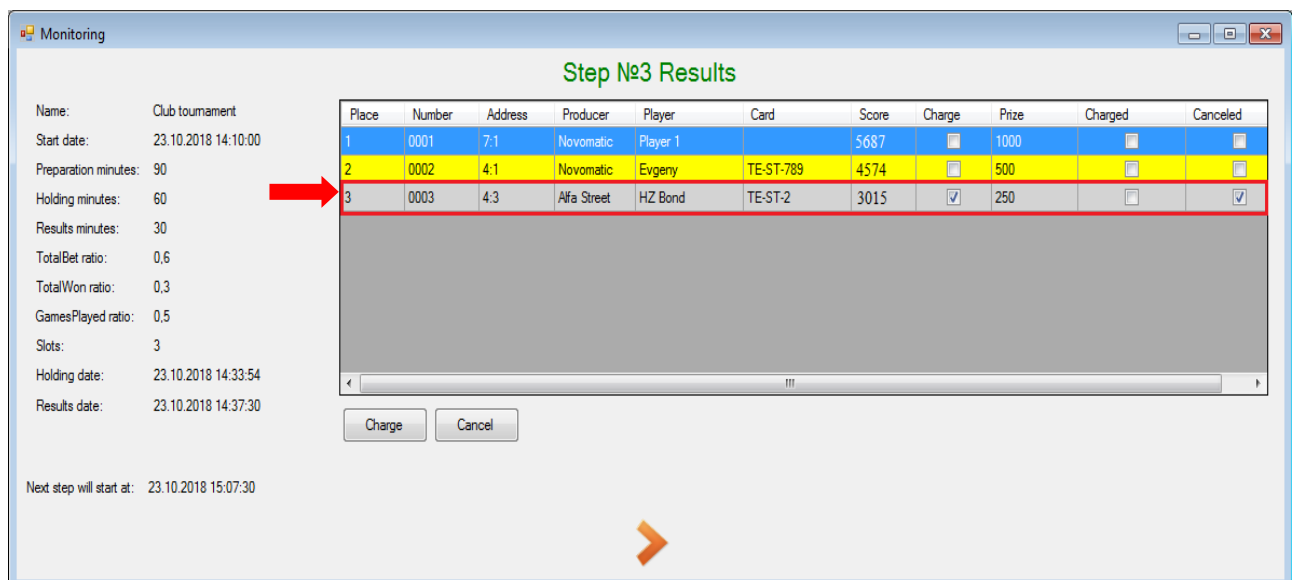 Monitoring
Step №3 Results
Name: Club tournament
Start date: 23.10.2018 14:10:00
Preparation minutes: 90
Holding minutes: 60
Results minutes: 30
TotalBet ratio: 0,6
TotalWon ratio: 0,3
GamesPlayed ratio: 0,5
Slots: 3
Holding date: 23.10.2018 14:33:54
Results date: 23.10.2018 14:37:30
Place Number Address Producer Player Card Score Charge Prize Charged Canceled
1 0001 7:1 Novomatic Player 1 5687 1000
2 0002 4:1 Novomatic Evgeny TE-ST-789 4574 500
3 0003 4:3 Alfa Street HZ Bond TE-ST-2 3015 250
Charge Cancel
Next step will start at: 23.10.2018 15:07:30